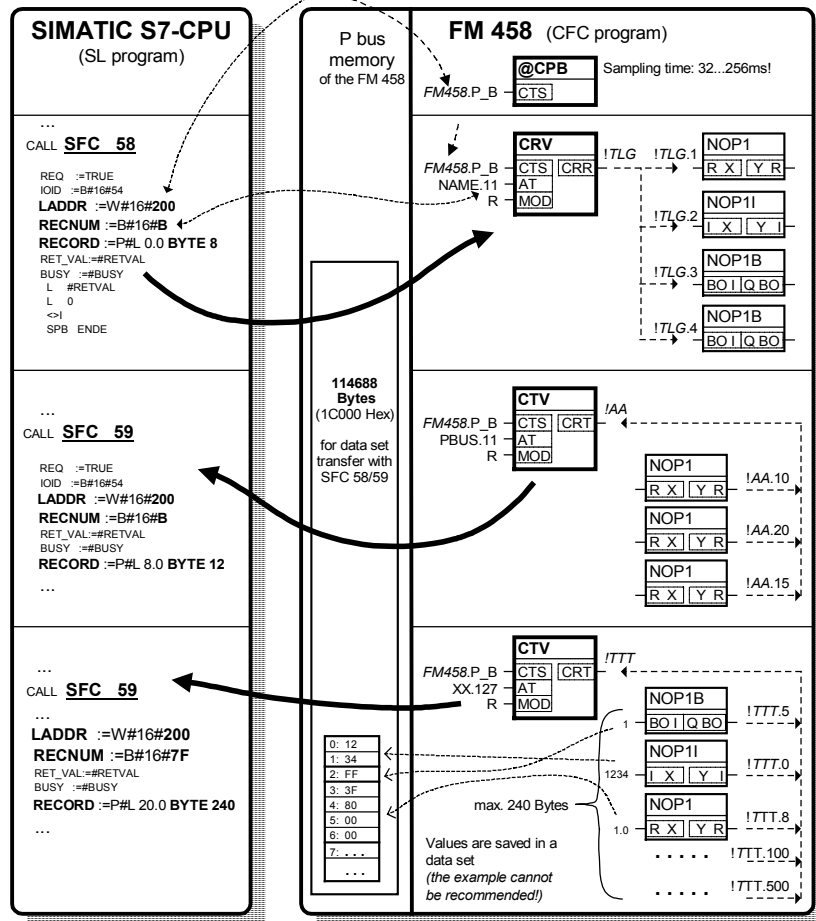 SIMATIC S7-CPU
(SL program)
...
CALL SFC 58
REQ :=TRUE
IOID :=B#16#54
LADDR :=W#16#200
RECNUM :=B#16#B
RECORD :=P#L 0.0 BYTE 8
RET_VAL:=#RETVAL
BUSY :=#BUSY
L #RETVAL
L 0
<>I
SPB ENDE
...
CALL SFC 59
REQ :=TRUE
IOID :=B#16#54
LADDR :=W#16#200
RECNUM :=B#16#B
RET_VAL:=#RETVAL
BUSY :=#BUSY
RECORD :=P#L 8.0 BYTE 12
...
...
CALL SFC 59
...
LADDR :=W#16#200
RECNUM :=B#16#7F
RET_VAL:=#RETVAL
BUSY :=#BUSY
RECORD :=P#L 20.0 BYTE 240
...
P bus
memory
of the FM 458
114688
Bytes
(1C000 Hex)
for data set
transfer with
SFC 58/59
0: 12
1: 34
2: FF
3: 3F
4: 80
5: 00
6: 00
7: . . .
. . .
FM 458 (CFC program)
@CPB
Sampling time: 32...256ms!
FM458.P_B CTS
CRV
FM458.P_B CTS CRR !TLG
NAME.11 AT
R MOD
!TLG.1 NOP1
R X Y R
!TLG.2 NOP1I
I X Y I
!TLG.3 NOP1B
BO I Q BO
!TLG.4 NOP1B
BO I Q BO
CTV
FM458.P_B CTS CRT !AA
PBUS.11 AT
R MOD
NOP1
R X Y R !AA.10
NOP1
R X Y R !AA.20
NOP1
R X Y R !AA.15
CTV
FM458.P_B CTS CRT !TTT
XX.127 AT
R MOD
NOP1B
1 BO I Q BO !TTT.5
NOP1I
1234 I X Y I !TTT.0
NOP1
1.0 R X Y R !TTT.8
. . . . . !TTT.100
. . . . . !TTT.500
max. 240 Bytes
Values are saved in a
data set
(the example cannot
be recommended!)